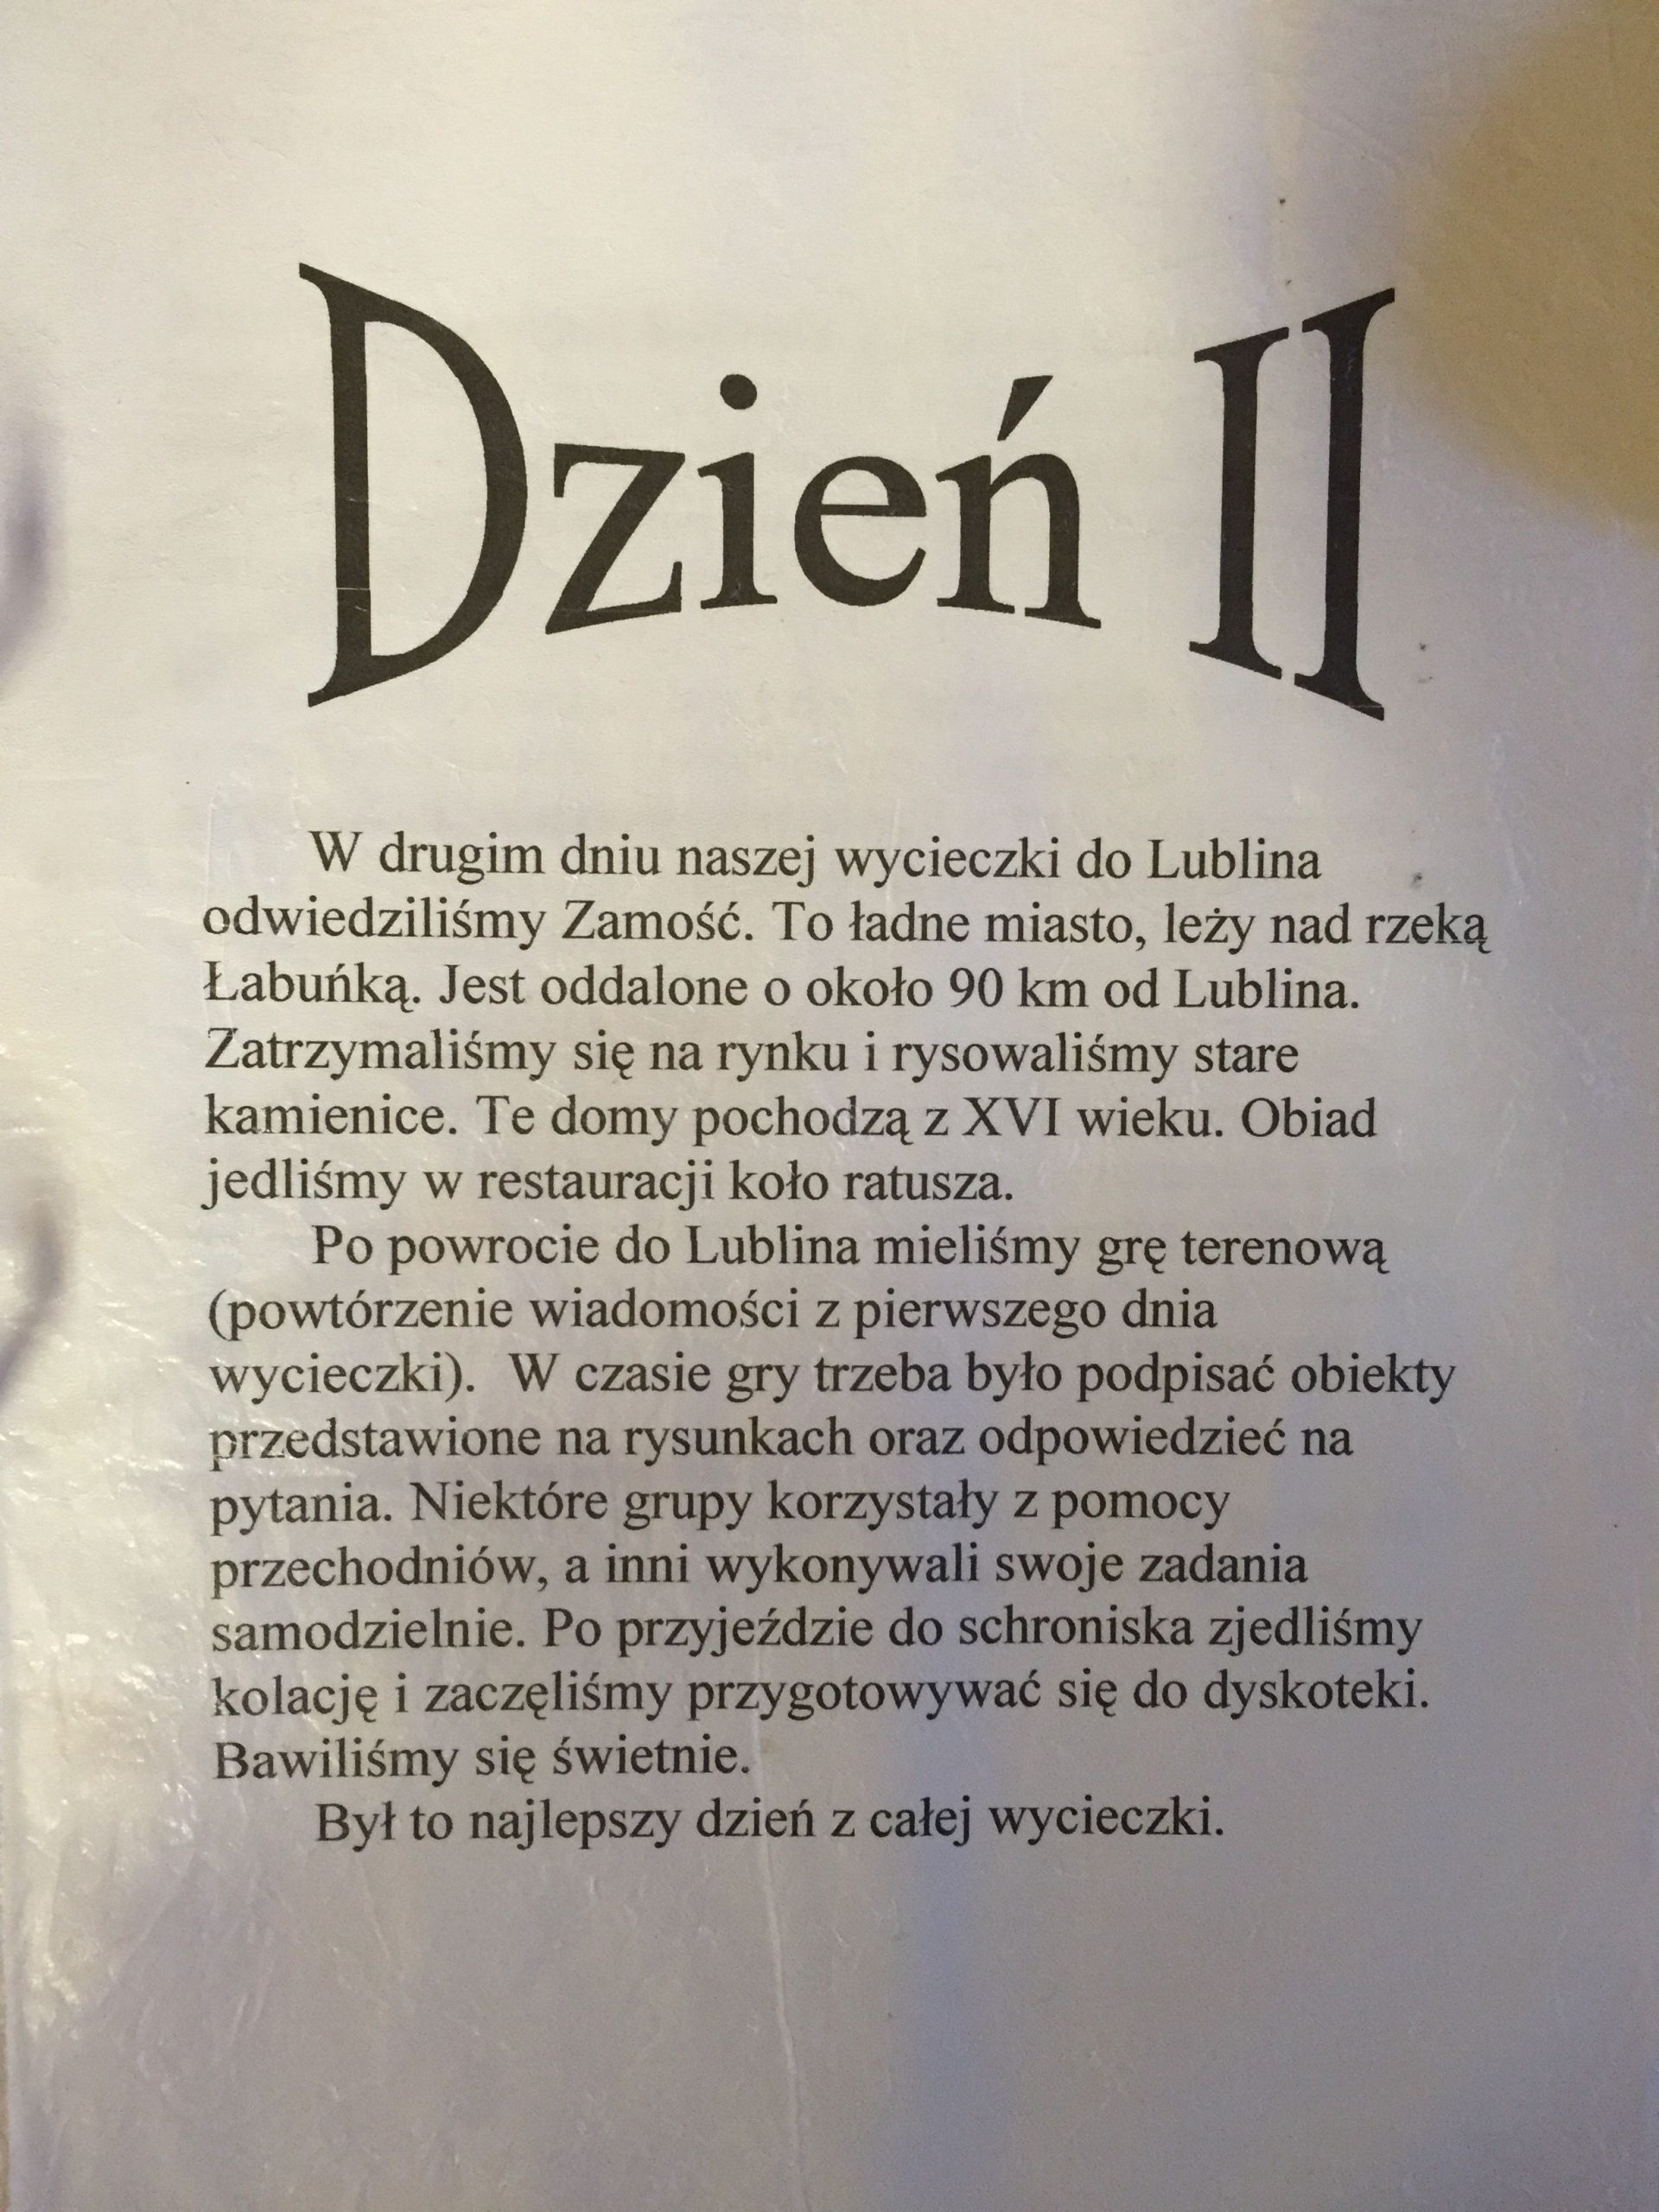 Dzień II
W drugim dniu naszej wycieczki do Lublina
odwiedziliśmy Zamość. To ładne miasto, leży nad rzeką
Łabuńką. Jest oddalone o około 90 km od Lublina.
Zatrzymaliśmy się na rynku i rysowaliśmy stare
kamienice. Te domy pochodzą z XVI wieku. Obiad
jedliśmy w restauracji koło ratusza.
Po powrocie do Lublina mieliśmy grę terenową
(powtórzenie wiadomości z pierwszego dnia
wycieczki).  W czasie gry trzeba było podpisać obiekty
przedstawione na rysunkach oraz odpowiedzieć na
pytania. Niektóre grupy korzystały z pomocy
przechodniów, a inni wykonywali swoje zadania
samodzielnie. Po przyjeździe do schroniska zjedliśmy
kolację i zaczęliśmy przygotowywać się do dyskoteki.
Bawiliśmy się świetnie.
Był to najlepszy dzień z całej wycieczki.